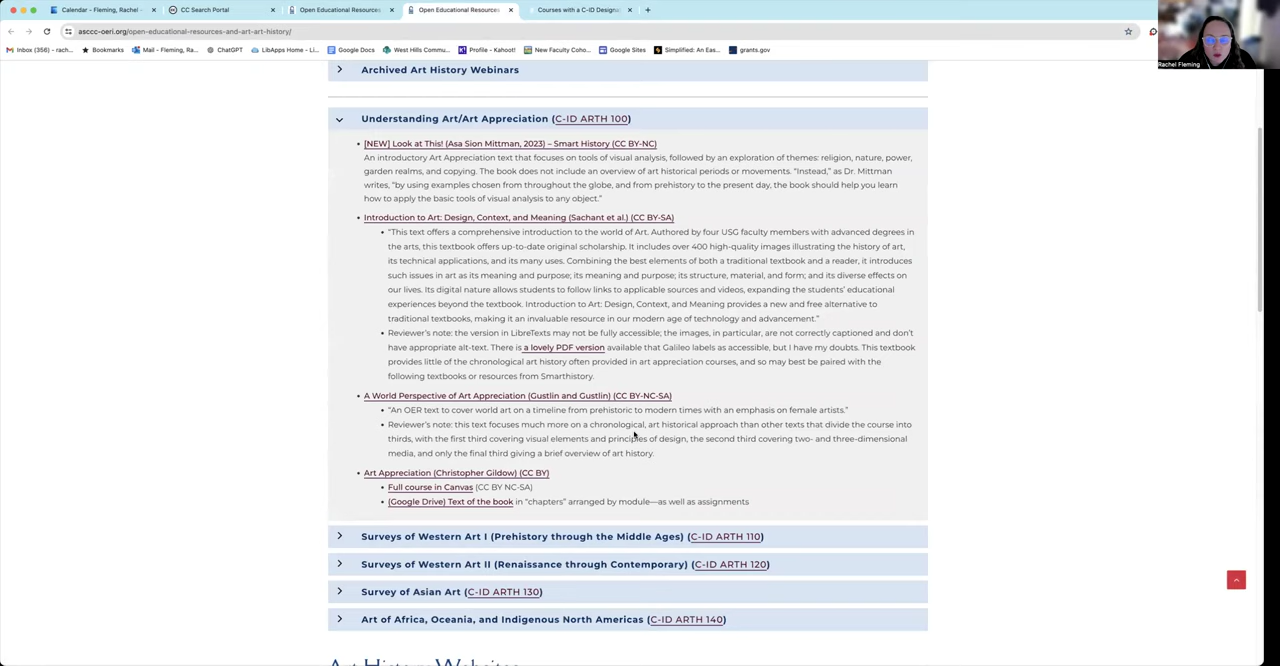 Calendar - Fleming, Rachel -
CC Search Portal
Open Educational Resources
Open Educational Resources
Courses with a C-ID Designa
asccc-oeri.org/open-educational-resources-and-art-art-history/
Inbox (356) - rach...
Bookmarks
Mail - Fleming, Ra...
ChatGPT
LibApps Home - Li...
Google Docs
West Hills Commu...
Profile - Kahoot!
New Faculty Coho...
Google Sites
Simplified: An Eas...
grants.gov
Rachel Fleming
Archived Art History Webinars
Understanding Art/Art Appreciation (C-ID ARTH 100)
[NEW] Look at This! (Asa Sion Mittman, 2023) – Smart History (CC BY-NC)
An introductory Art Appreciation text that focuses on tools of visual analysis, followed by an exploration of themes: religion, nature, power,
garden realms, and copying. The book does not include an overview of art historical periods or movements. “Instead,” as Dr. Mittman
writes, “by using examples chosen from throughout the globe, and from prehistory to the present day, the book should help you learn
how to apply the basic tools of visual analysis to any object.”
Introduction to Art: Design, Context, and Meaning (Sachant et al.) (CC BY-SA)
“This text offers a comprehensive introduction to the world of Art. Authored by four USG faculty members with advanced degrees in
the arts, this textbook offers up-to-date original scholarship. It includes over 400 high-quality images illustrating the history of art,
its technical applications, and its many uses. Combining the best elements of both a traditional textbook and a reader, it introduces
such issues in art as its meaning and purpose; its meaning and purpose; its structure, material, and form; and its diverse effects on
our lives. Its digital nature allows students to follow links to applicable sources and videos, expanding the students’ educational
experiences beyond the textbook. Introduction to Art: Design, Context, and Meaning provides a new and free alternative to
traditional textbooks, making it an invaluable resource in our modern age of technology and advancement.”
Reviewer’s note: the version in LibreTexts may not be fully accessible; the images, in particular, are not correctly captioned and don’t
have appropriate alt-text. There is a lovely PDF version available that Galileo labels as accessible, but I have my doubts. This textbook
provides little of the chronological art history often provided in art appreciation courses, and so may best be paired with the
following textbooks or resources from Smarthistory.
A World Perspective of Art Appreciation (Gustlin and Gustlin) (CC BY-NC-SA)
“An OER text to cover world art on a timeline from prehistoric to modern times with an emphasis on female artists.”
Reviewer’s note: this text focuses much more on a chronological, art historical approach than other texts that divide the course into
thirds, with the first third covering visual elements and principles of design, the second third covering two- and three-dimensional
media, and only the final third giving a brief overview of art history.
Art Appreciation (Christopher Gildow) (CC BY)
Full course in Canvas (CC BY NC-SA)
(Google Drive) Text of the book in “chapters” arranged by module—as well as assignments
Surveys of Western Art I (Prehistory through the Middle Ages) (C-ID ARTH 110)
Surveys of Western Art II (Renaissance through Contemporary) (C-ID ARTH 120)
Survey of Asian Art (C-ID ARTH 130)
Art of Africa, Oceania, and Indigenous North Americas (C-ID ARTH 140)
Art History Websites